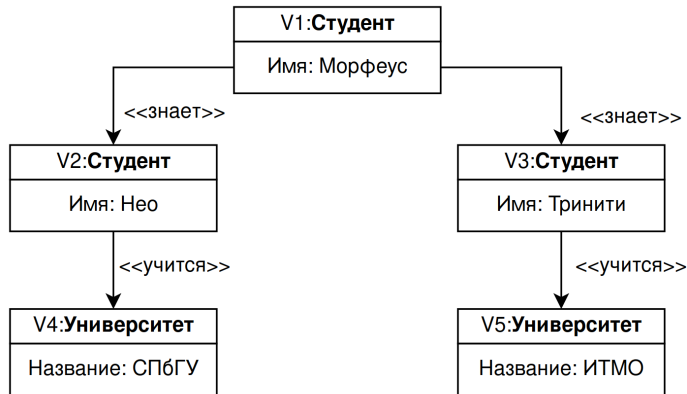 V1:Студент
Имя: Морфеус
<<знает>>
<<знает>>
V2:Студент
V3:Студент
Имя: Нео
Имя: Тринити
<<учится>>
<<учится>>
V4:Университет
V5:Университет
Название: СПбГУ
Название: ИТМО